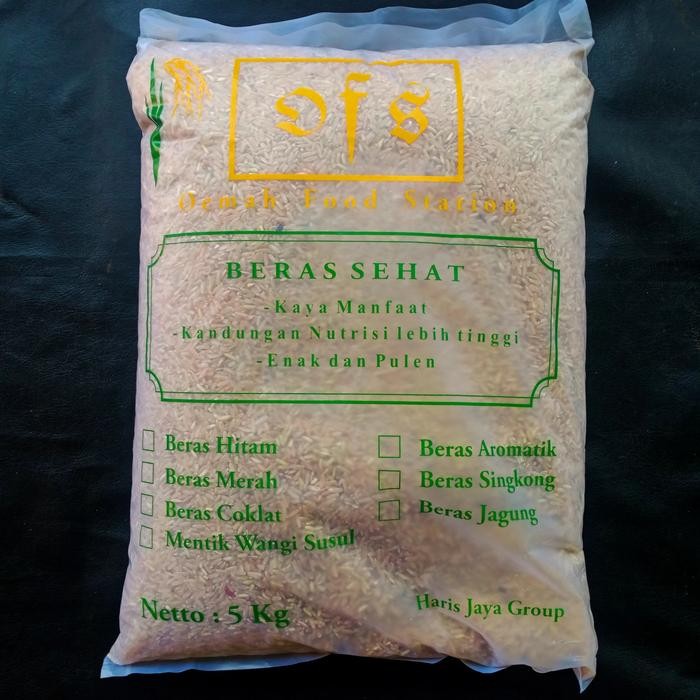 OfS
Oemah Food Station
BERAS SEHAT
-Kaya Manfaat
-Kandungan Nutrisi lebih tinggi
-Enak dan Pulen
Beras Hitam
Beras Merah
Beras Coklat
Mentik Wangi Susul
Beras Aromatik
Beras Singkong
Beras Jagung
Netto : 5 Kg
Haris Jaya Group